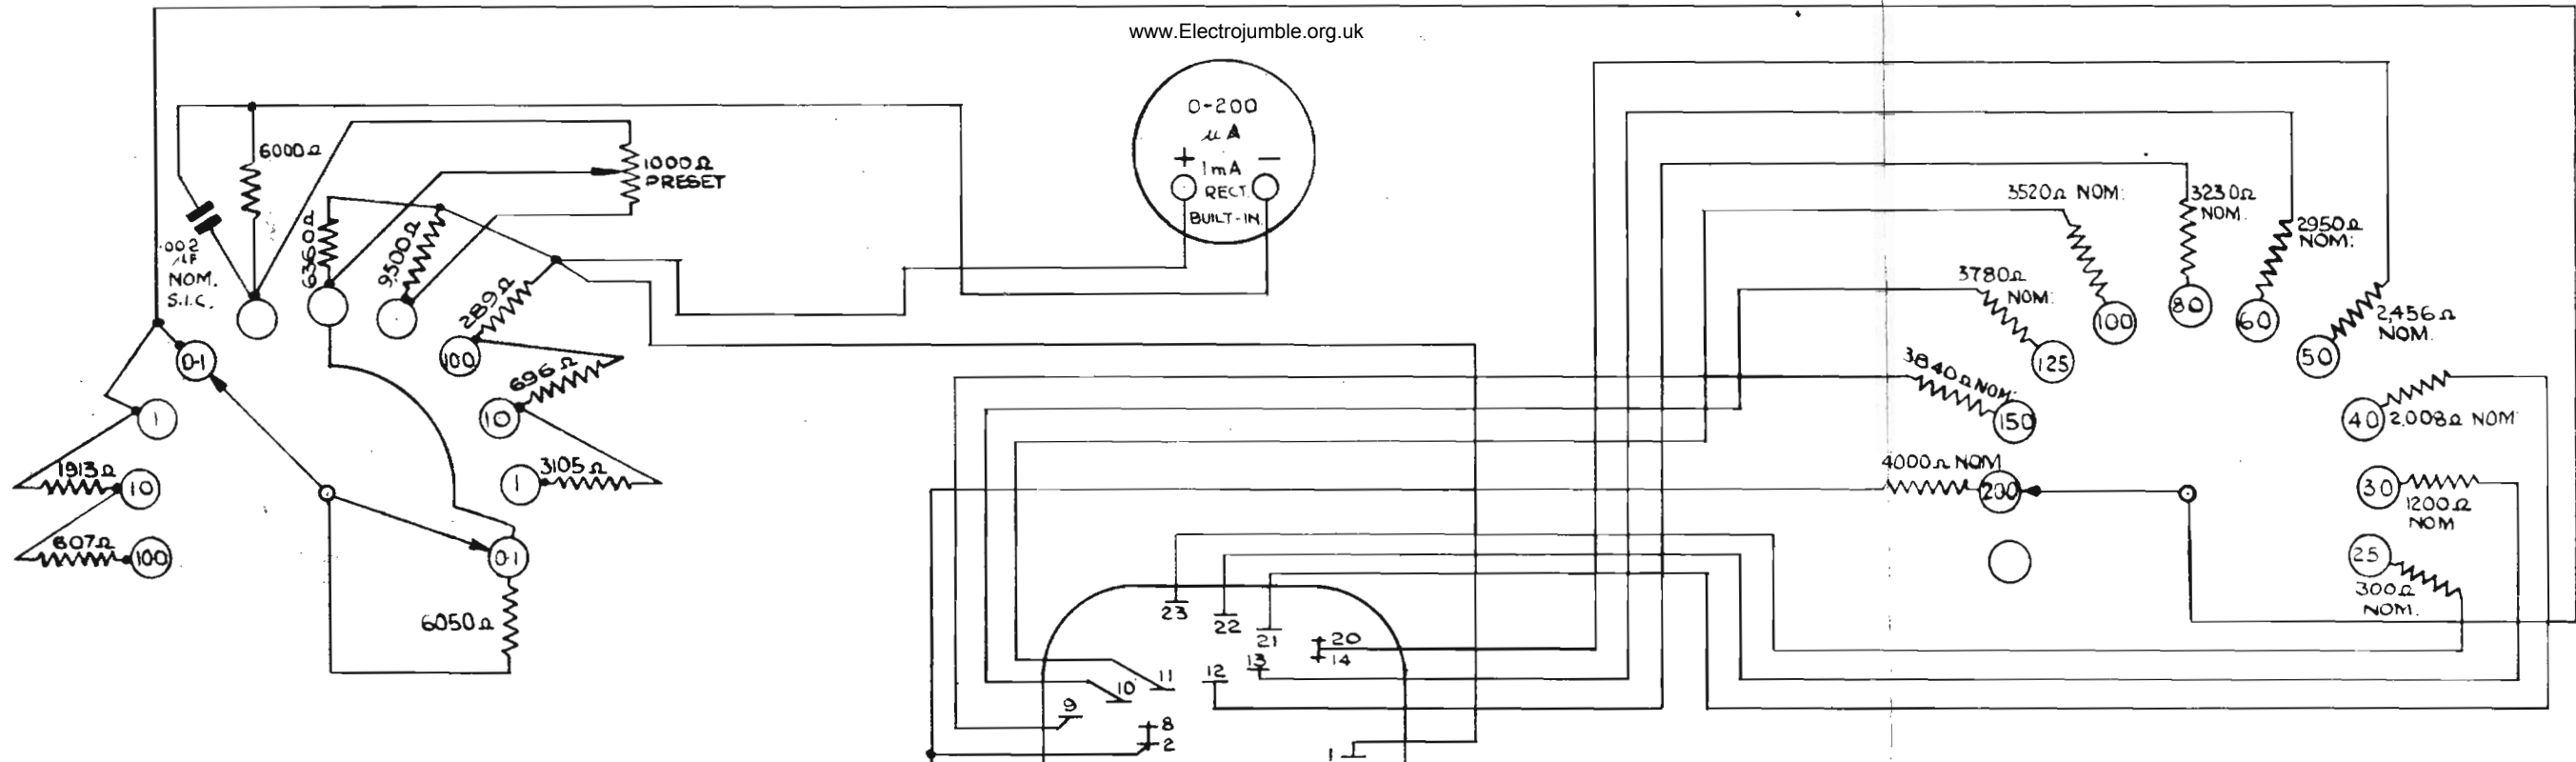 www.Electrojumble.org.uk
0-200
μA
+ 1mA −
RECT.
BUILT-IN.
6000Ω
1000Ω
PRESET
.002
μF
NOM.
S.I.C.
6360Ω
9500Ω
289Ω
100
696Ω
10
3105Ω
1
0·1
1
1913Ω
10
607Ω
100
0·1
6050Ω
3520Ω NOM:
3230Ω
NOM.
2950Ω
NOM:
3780Ω
NOM:
100
80
60
2,456Ω
NOM.
50
125
3840Ω NOM:
150
40
2,008Ω NOM
4000Ω NOM
200
30
1200Ω
NOM
25
300Ω
NOM.
23
22
21
20
14
13
12
11
10
9
8
2
1